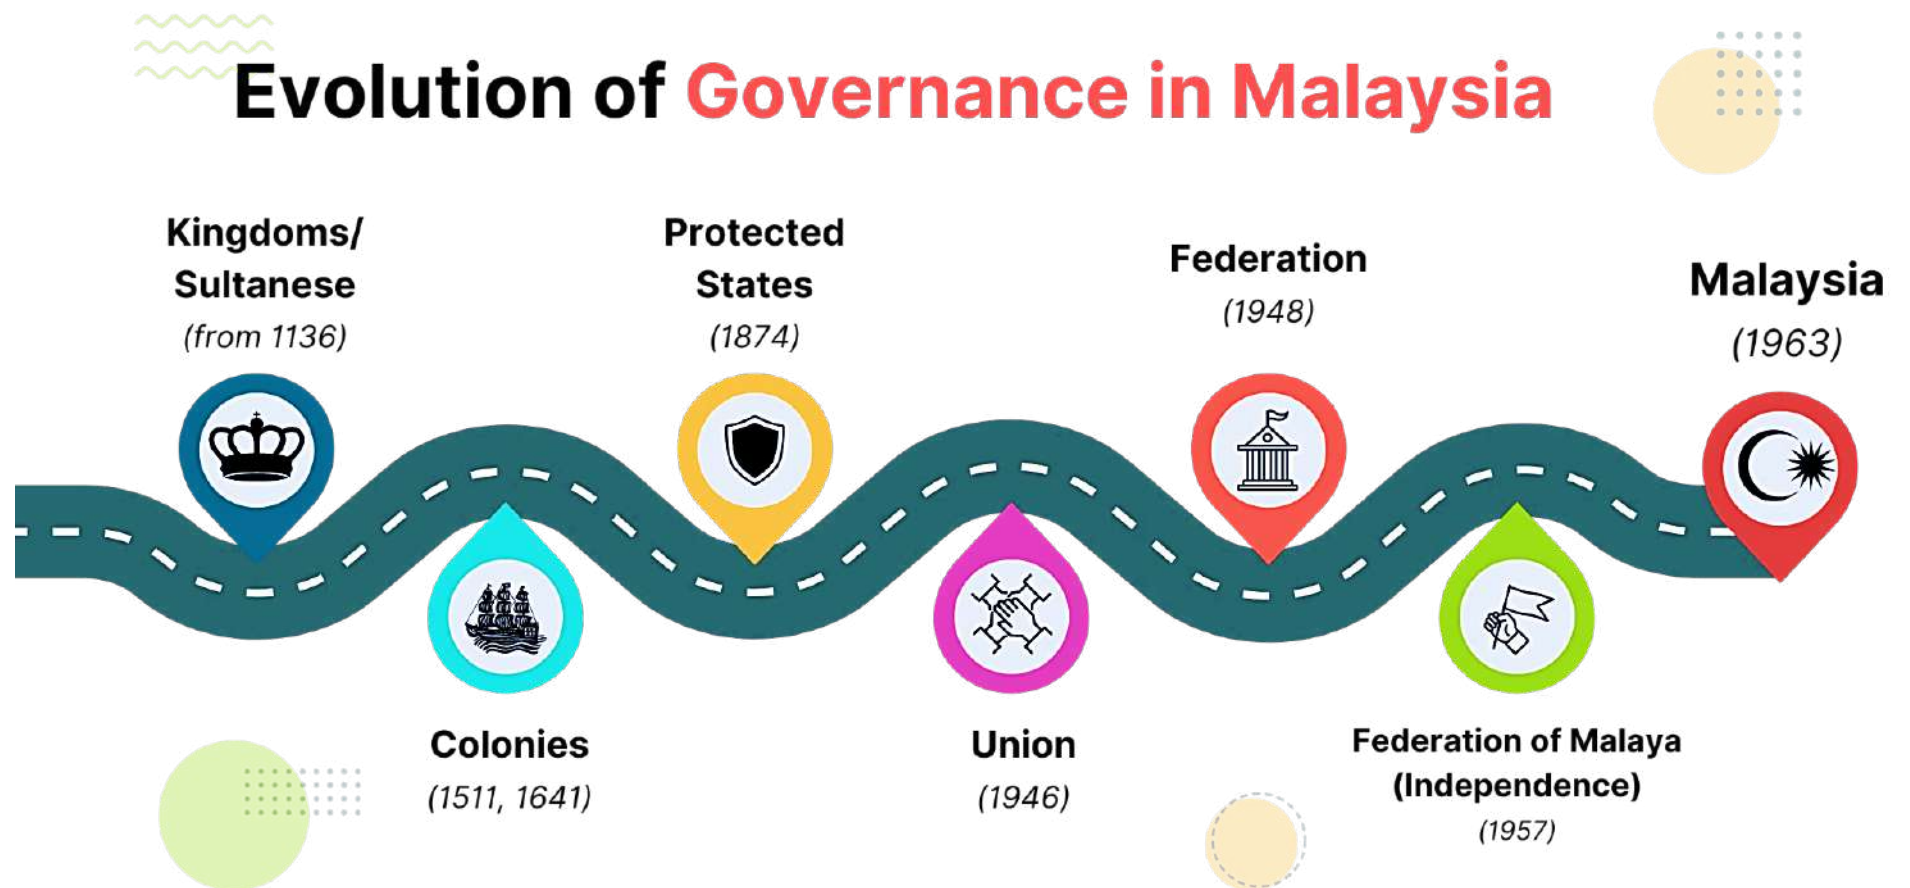 Evolution of Governance in Malaysia
Kingdoms/
Sultanese
(from 1136)
Colonies
(1511, 1641)
Protected
States
(1874)
Union
(1946)
Federation
(1948)
Federation of Malaya
(Independence)
(1957)
Malaysia
(1963)